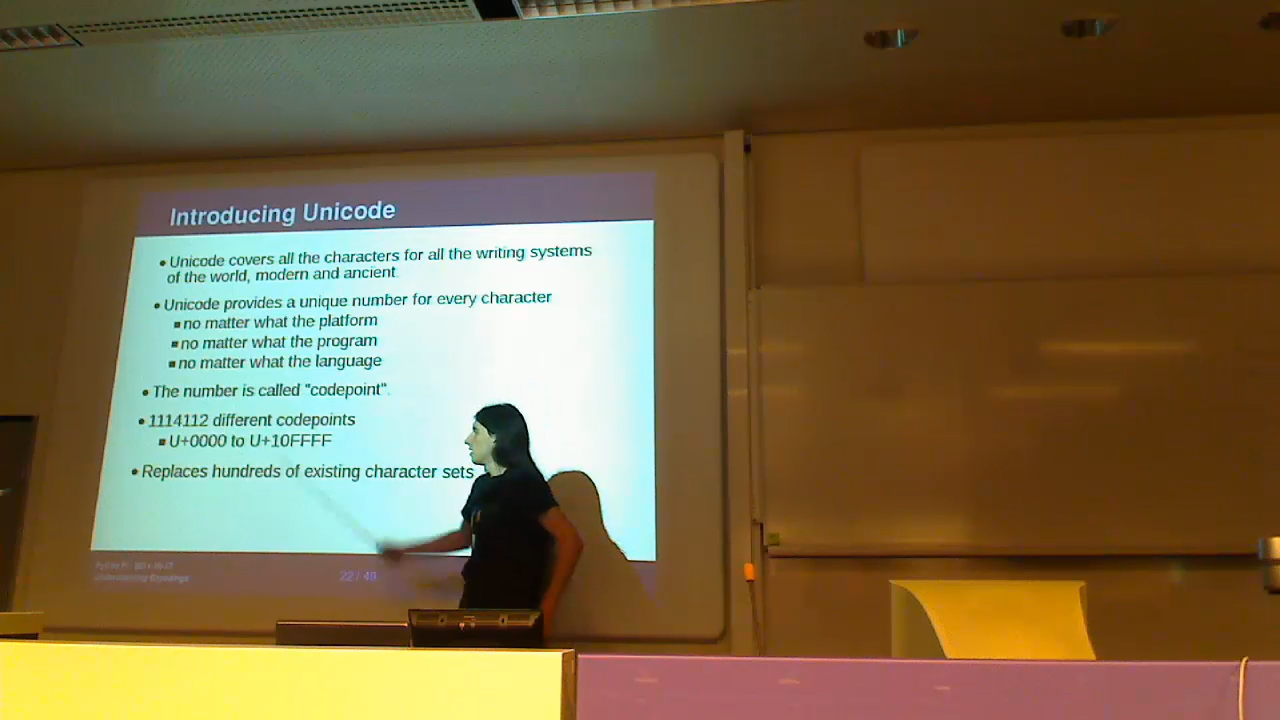 Introducing Unicode
• Unicode covers all the characters for all the writing systems
of the world, modern and ancient.
• Unicode provides a unique number for every character
▪ no matter what the platform
▪ no matter what the program
▪ no matter what the language
• The number is called "codepoint".
• 1114112 different codepoints
▪ U+0000 to U+10FFFF
• Replaces hundreds of existing character sets
Understanding Encodings
22 / 49